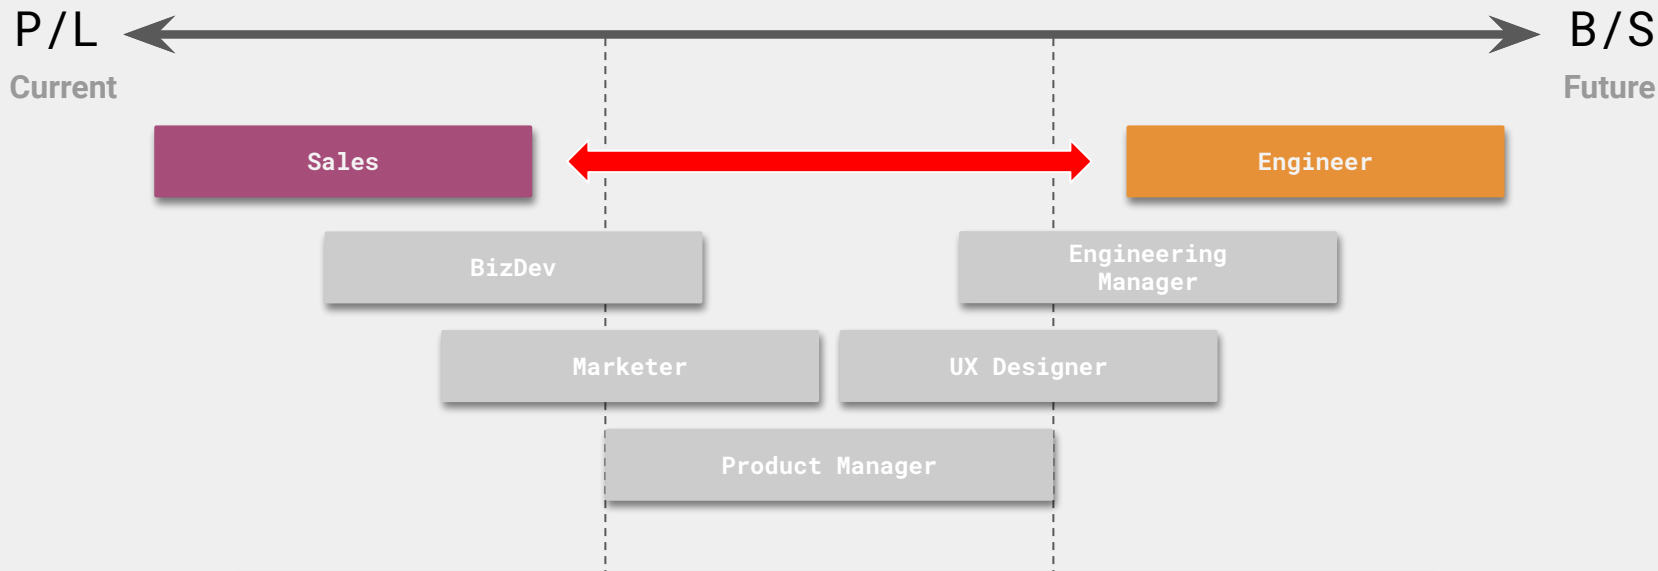 P/L
B/S
Current
Future
Sales
Engineer
BizDev
Engineering
Manager
Marketer
UX Designer
Product Manager